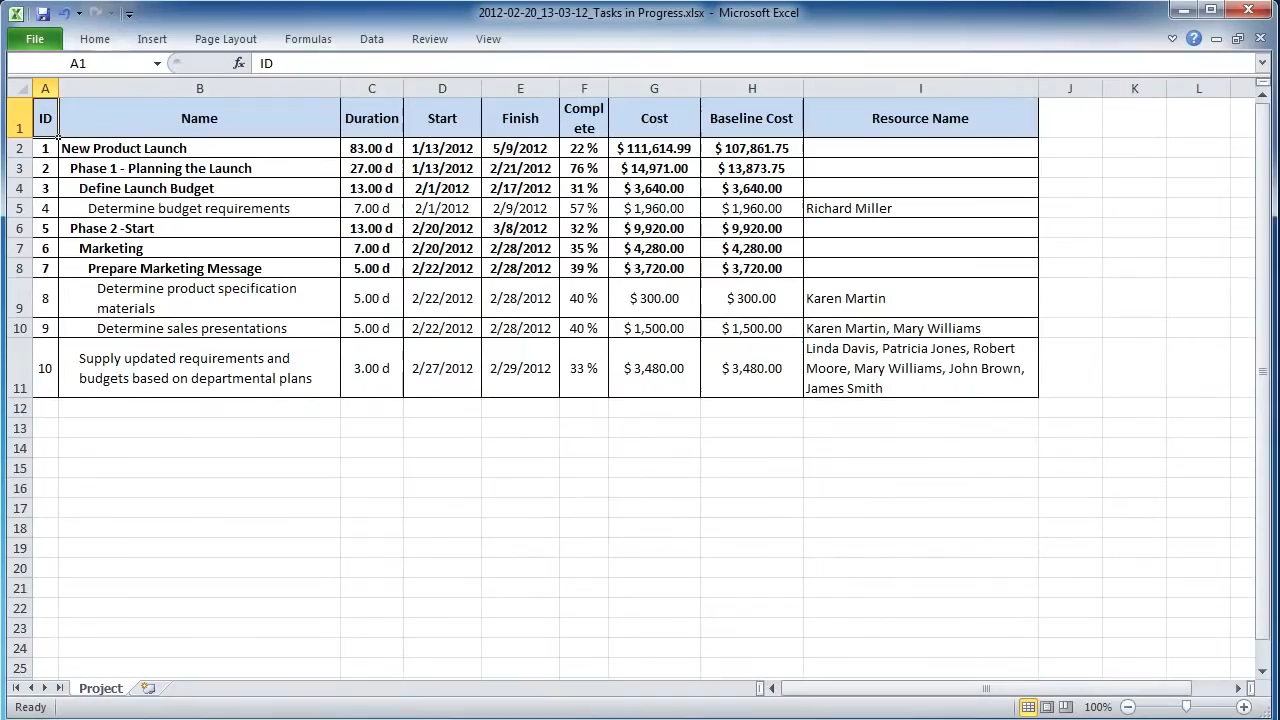 2012-02-20_13-03-12_Tasks in Progress.xlsx - Microsoft Excel
File Home Insert Page Layout Formulas Data Review View
A1 fx ID
A B C D E F G H I J K L
1 ID Name Duration Start Finish Compl
ete Cost Baseline Cost Resource Name
2 1 New Product Launch 83.00 d 1/13/2012 5/9/2012 22 % $ 111,614.99 $ 107,861.75
3 2 Phase 1 - Planning the Launch 27.00 d 1/13/2012 2/21/2012 76 % $ 14,971.00 $ 13,873.75
4 3 Define Launch Budget 13.00 d 2/1/2012 2/17/2012 31 % $ 3,640.00 $ 3,640.00
5 4 Determine budget requirements 7.00 d 2/1/2012 2/9/2012 57 % $ 1,960.00 $ 1,960.00 Richard Miller
6 5 Phase 2 -Start 13.00 d 2/20/2012 3/8/2012 32 % $ 9,920.00 $ 9,920.00
7 6 Marketing 7.00 d 2/20/2012 2/28/2012 35 % $ 4,280.00 $ 4,280.00
8 7 Prepare Marketing Message 5.00 d 2/22/2012 2/28/2012 39 % $ 3,720.00 $ 3,720.00
Determine product specification
9 8 materials 5.00 d 2/22/2012 2/28/2012 40 % $ 300.00 $ 300.00 Karen Martin
10 9 Determine sales presentations 5.00 d 2/22/2012 2/28/2012 40 % $ 1,500.00 $ 1,500.00 Karen Martin, Mary Williams
Linda Davis, Patricia Jones, Robert
11 10 Supply updated requirements and
budgets based on departmental plans 3.00 d 2/27/2012 2/29/2012 33 % $ 3,480.00 $ 3,480.00 Moore, Mary Williams, John Brown,
James Smith
12
13
14
15
16
17
18
19
20
21
22
23
24
25
Project
Ready 100%